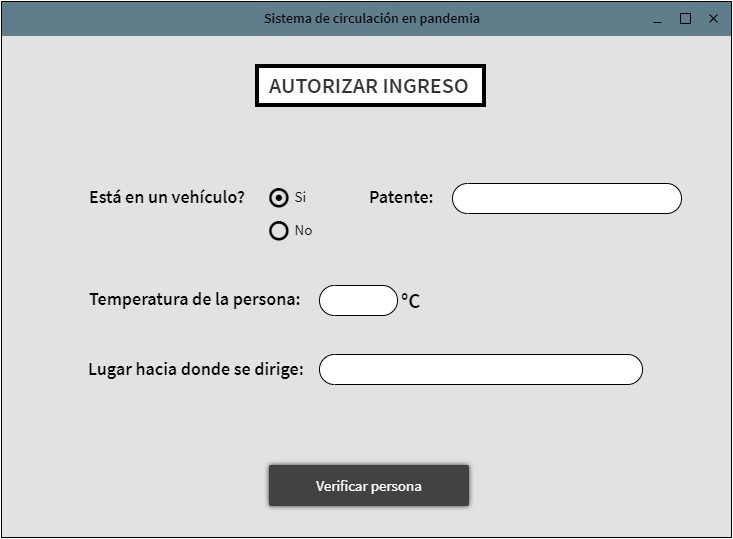 Sistema de circulación en pandemia
AUTORIZAR INGRESO
Está en un vehículo? Si Patente:
No
Temperatura de la persona: °C
Lugar hacia donde se dirige:
Verificar persona